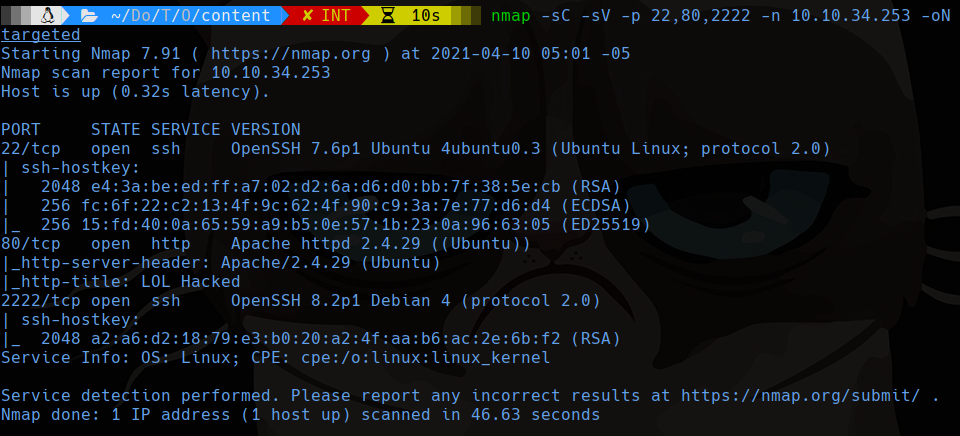 ~/Do/T/O/content ✘ INT 10s nmap -sC -sV -p 22,80,2222 -n 10.10.34.253 -oN
targeted
Starting Nmap 7.91 ( https://nmap.org ) at 2021-04-10 05:01 -05
Nmap scan report for 10.10.34.253
Host is up (0.32s latency).

PORT     STATE SERVICE VERSION
22/tcp   open  ssh     OpenSSH 7.6p1 Ubuntu 4ubuntu0.3 (Ubuntu Linux; protocol 2.0)
| ssh-hostkey:
|   2048 e4:3a:be:ed:ff:a7:02:d2:6a:d6:d0:bb:7f:38:5e:cb (RSA)
|   256 fc:6f:22:c2:13:4f:9c:62:4f:90:c9:3a:7e:77:d6:d4 (ECDSA)
|_  256 15:fd:40:0a:65:59:a9:b5:0e:57:1b:23:0a:96:63:05 (ED25519)
80/tcp   open  http    Apache httpd 2.4.29 ((Ubuntu))
|_http-server-header: Apache/2.4.29 (Ubuntu)
|_http-title: LOL Hacked
2222/tcp open  ssh     OpenSSH 8.2p1 Debian 4 (protocol 2.0)
| ssh-hostkey:
|_  2048 a2:a6:d2:18:79:e3:b0:20:a2:4f:aa:b6:ac:2e:6b:f2 (RSA)
Service Info: OS: Linux; CPE: cpe:/o:linux:linux_kernel

Service detection performed. Please report any incorrect results at https://nmap.org/submit/ .
Nmap done: 1 IP address (1 host up) scanned in 46.63 seconds